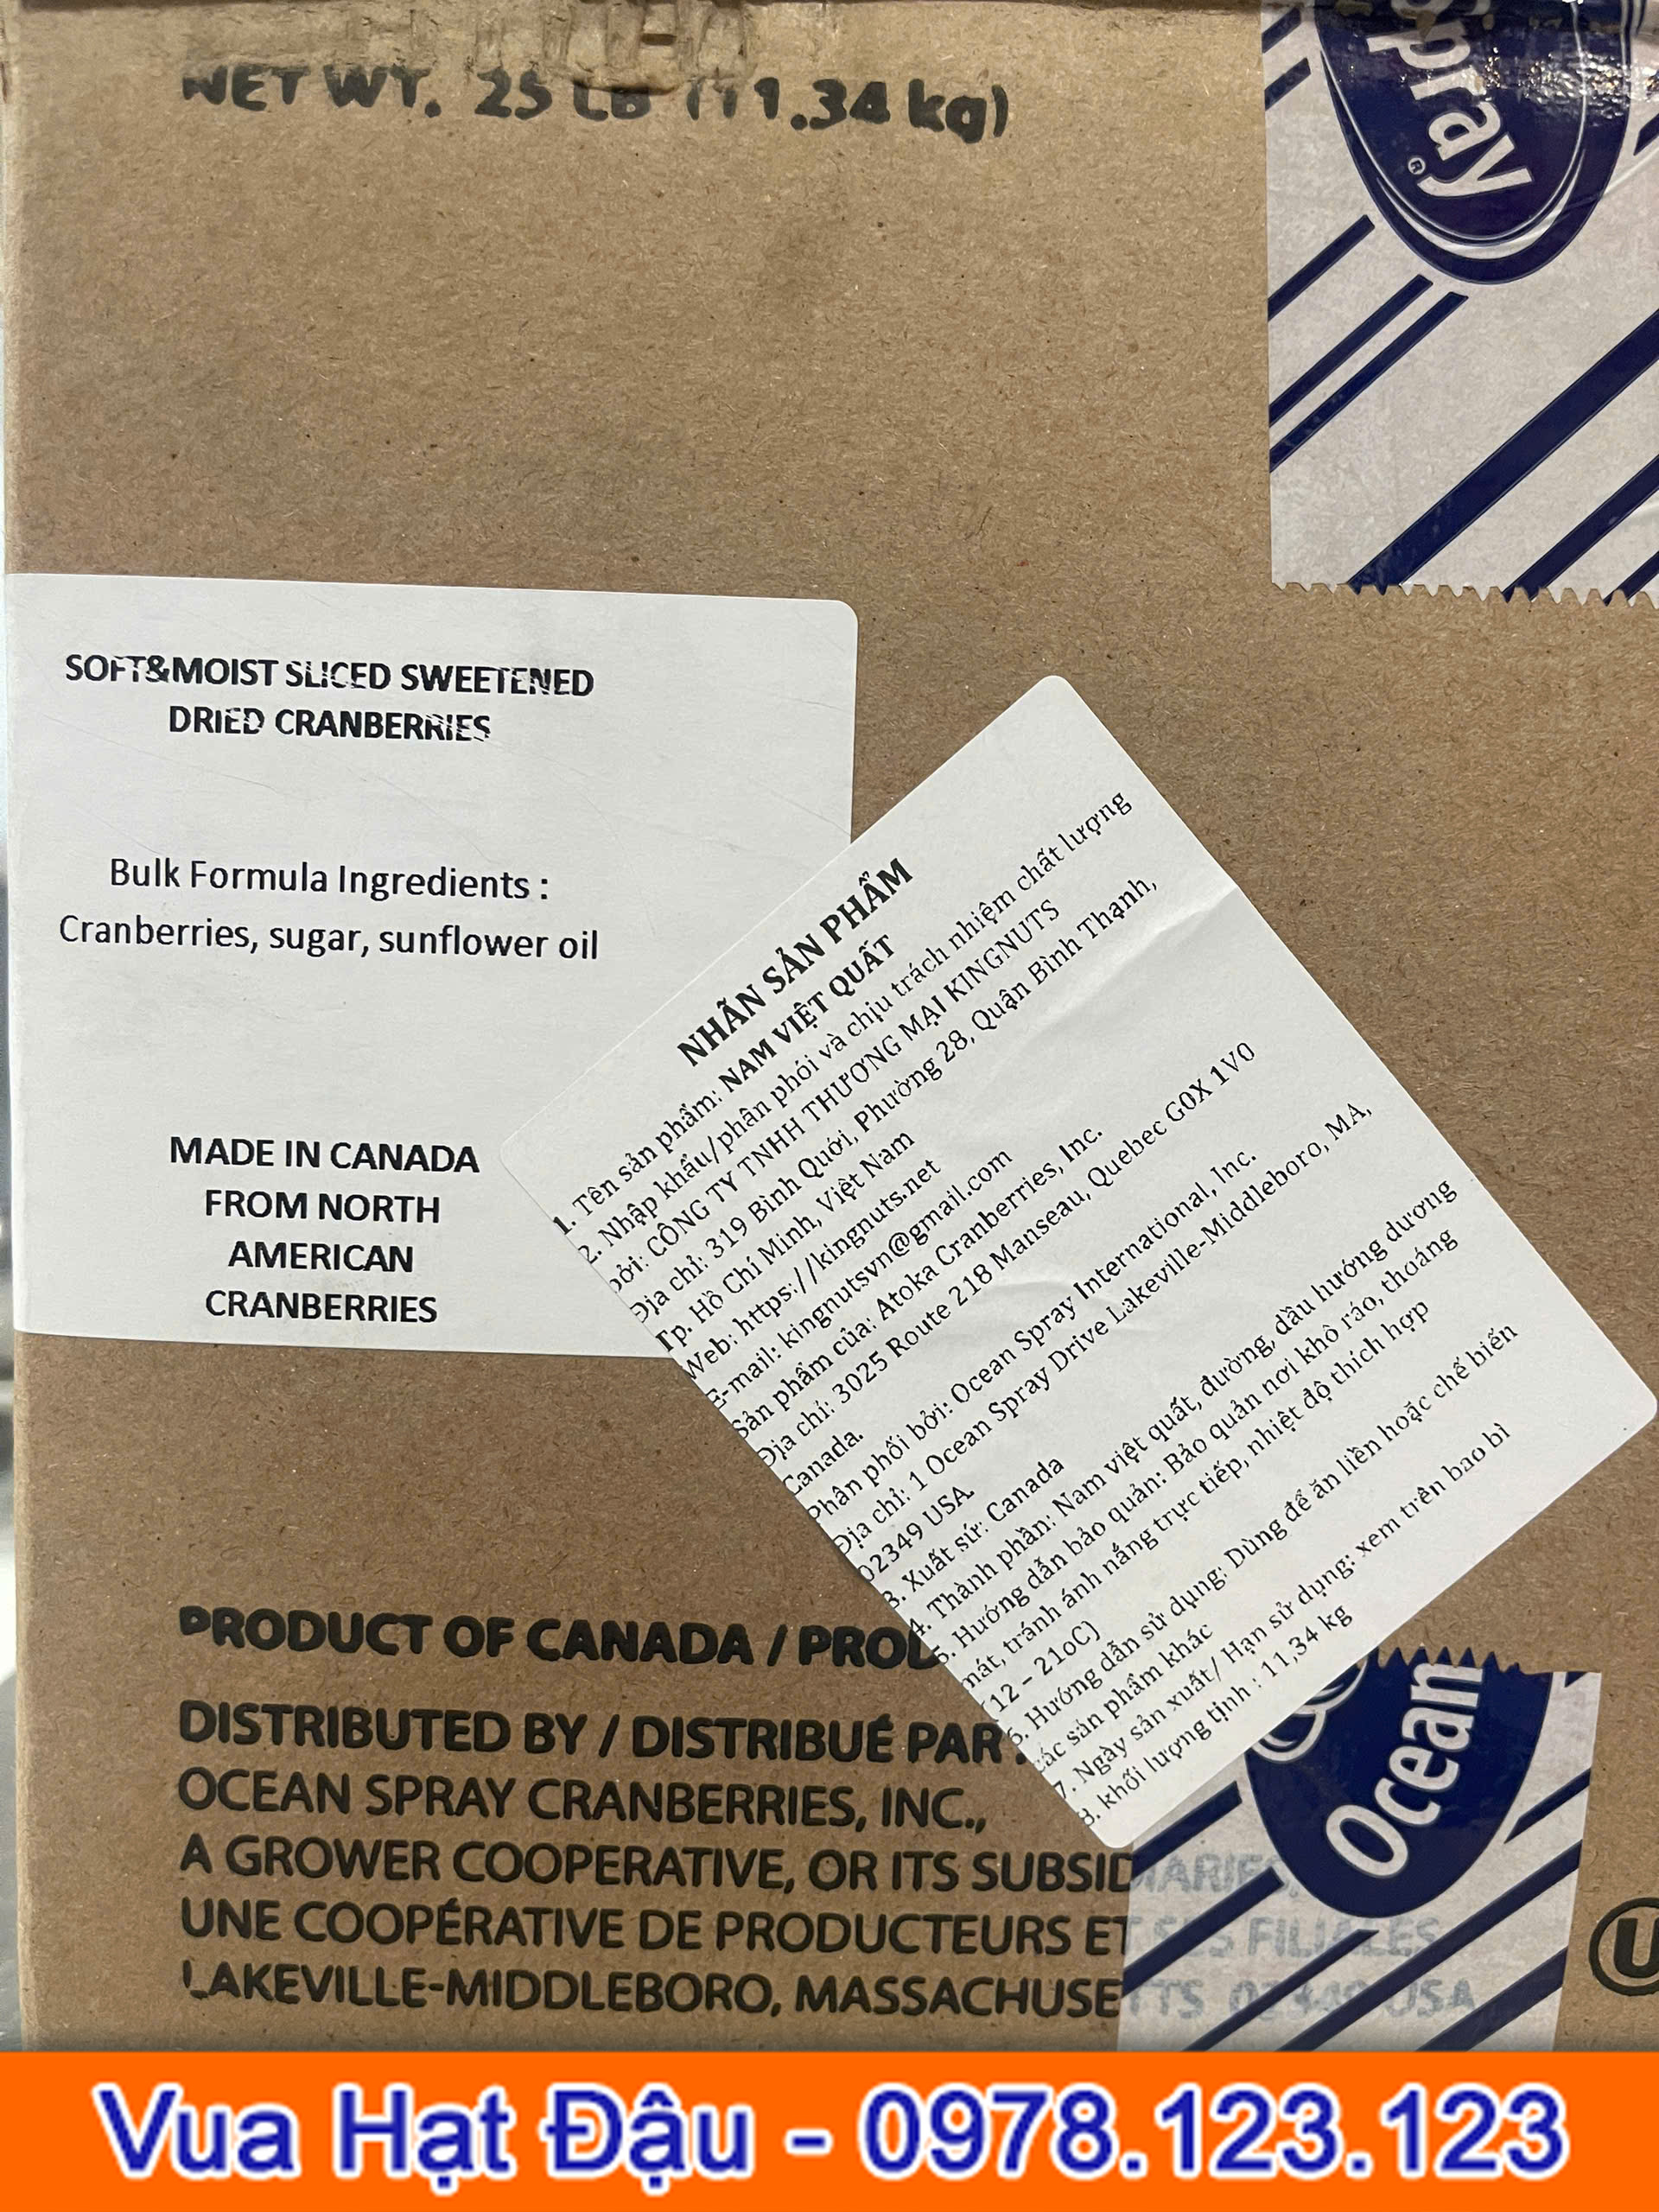 NET WT. 25 LB (11.34 kg)
Spray®
SOFT&MOIST SLICED SWEETENED
DRIED CRANBERRIES
Bulk Formula Ingredients :
Cranberries, sugar, sunflower oil
MADE IN CANADA
FROM NORTH
AMERICAN
CRANBERRIES
NHÃN SẢN PHẨM
1. Tên sản phẩm: NAM VIỆT QUẤT
2. Nhập khẩu/phân phối và chịu trách nhiệm chất lượng
bởi: CÔNG TY TNHH THƯƠNG MẠI KINGNUTS
Địa chỉ: 319 Bình Quới, Phường 28, Quận Bình Thạnh,
Tp. Hồ Chí Minh, Việt Nam
Web: https://kingnuts.net
E-mail: kingnutsvn@gmail.com
Sản phẩm của: Atoka Cranberries, Inc.
Địa chỉ: 3025 Route 218 Manseau, Quebec G0X 1V0
Canada.
Phân phối bởi: Ocean Spray International, Inc.
Địa chỉ: 1 Ocean Spray Drive Lakeville-Middleboro, MA,
02349 USA.
3. Xuất sứ: Canada
4. Thành phần: Nam việt quất, đường, dầu hướng dương
5. Hướng dẫn bảo quản: Bảo quản nơi khô ráo, thoáng
mát, tránh ánh nắng trực tiếp, nhiệt độ thích hợp
(12 – 21oC)
6. Hướng dẫn sử dụng: Dùng để ăn liền hoặc chế biến
các sản phẩm khác
7. Ngày sản xuất/ Hạn sử dụng: xem trên bao bì
8. khối lượng tịnh : 11,34 kg
PRODUCT OF CANADA / PROD
DISTRIBUTED BY / DISTRIBUÉ PAR :
OCEAN SPRAY CRANBERRIES, INC.,
A GROWER COOPERATIVE, OR ITS SUBSIDIARIES,
UNE COOPÉRATIVE DE PRODUCTEURS ET SES FILIALES,
LAKEVILLE-MIDDLEBORO, MASSACHUSETTS 02349 USA
Ocean
U
Vua Hạt Đậu - 0978.123.123